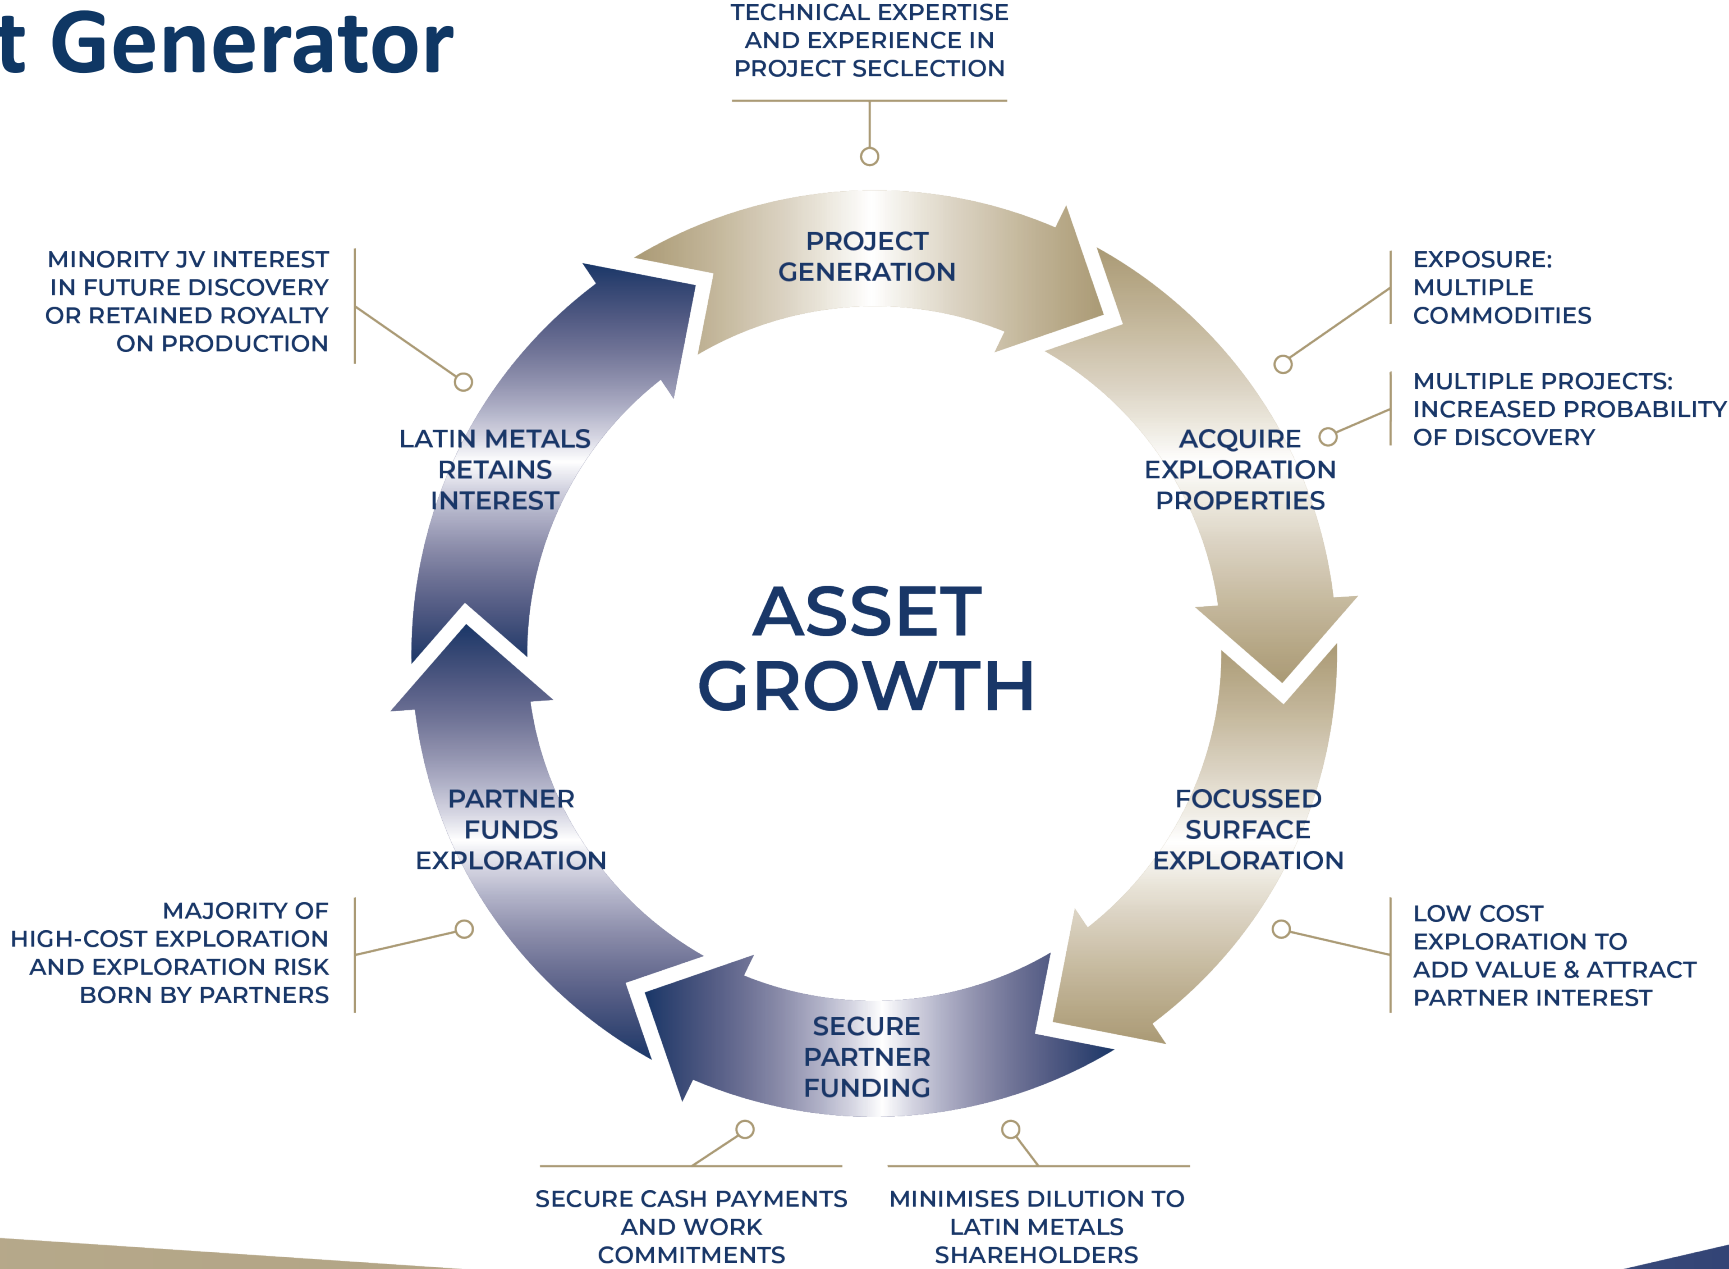 t Generator
TECHNICAL EXPERTISE
AND EXPERIENCE IN
PROJECT SECLECTION
PROJECT
GENERATION
EXPOSURE:
MULTIPLE
COMMODITIES
MULTIPLE PROJECTS:
INCREASED PROBABILITY
OF DISCOVERY
ACQUIRE
EXPLORATION
PROPERTIES
FOCUSSED
SURFACE
EXPLORATION
LOW COST
EXPLORATION TO
ADD VALUE & ATTRACT
PARTNER INTEREST
SECURE
PARTNER
FUNDING
MINIMISES DILUTION TO
LATIN METALS
SHAREHOLDERS
SECURE CASH PAYMENTS
AND WORK
COMMITMENTS
PARTNER
FUNDS
EXPLORATION
MAJORITY OF
HIGH-COST EXPLORATION
AND EXPLORATION RISK
BORN BY PARTNERS
LATIN METALS
RETAINS
INTEREST
MINORITY JV INTEREST
IN FUTURE DISCOVERY
OR RETAINED ROYALTY
ON PRODUCTION
ASSET
GROWTH